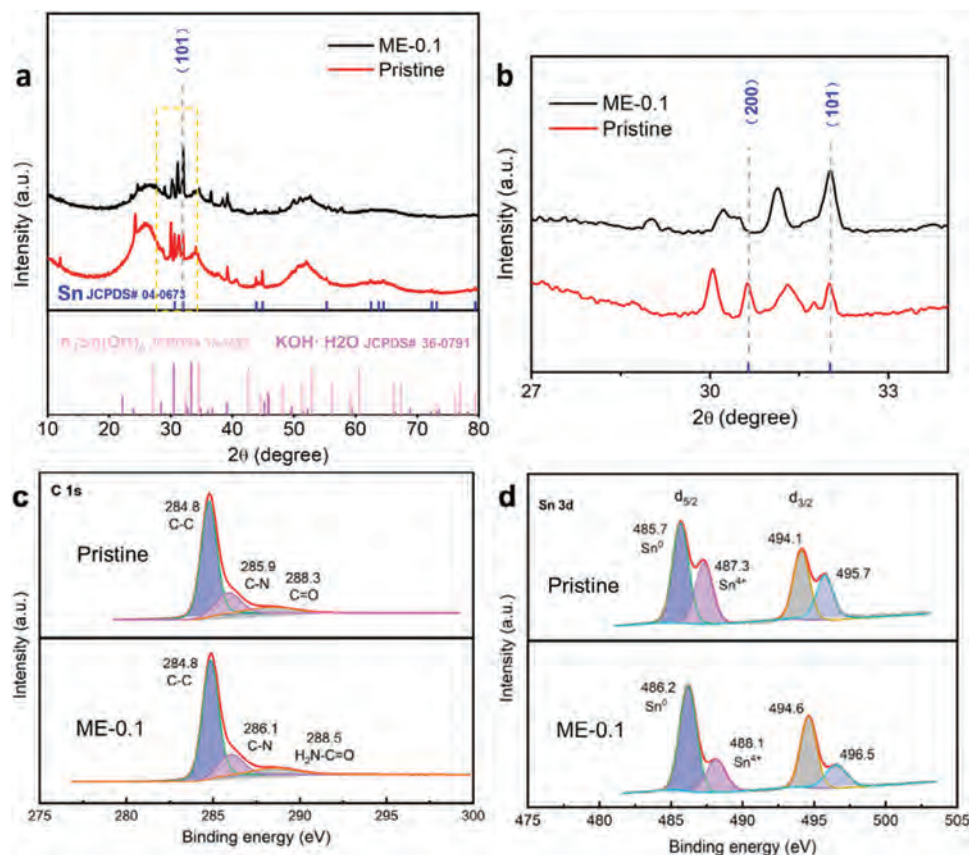 a
（101）
ME-0.1
Pristine
Intensity (a.u.)
Sn JCPDS# 04-0673
KOH· H2O JCPDS# 36-0791
10 20 30 40 50 60 70 80
2θ (degree)
b
ME-0.1
Pristine
（200）
（101）
Intensity (a.u.)
27 30 33
2θ (degree)
c
C 1s
284.8
C-C
285.9
C-N
288.3
C=O
Pristine
284.8
C-C
286.1
C-N
288.5
H₂N-C=O
ME-0.1
Intensity (a.u.)
275 280 285 290 295 300
Binding energy (eV)
d
Sn 3d
d5/2
d3/2
485.7
Sn⁰
487.3
Sn⁴⁺
494.1
495.7
Pristine
486.2
Sn⁰
488.1
Sn⁴⁺
494.6
496.5
ME-0.1
Intensity (a.u.)
475 480 485 490 495 500 505
Binding energy (eV)